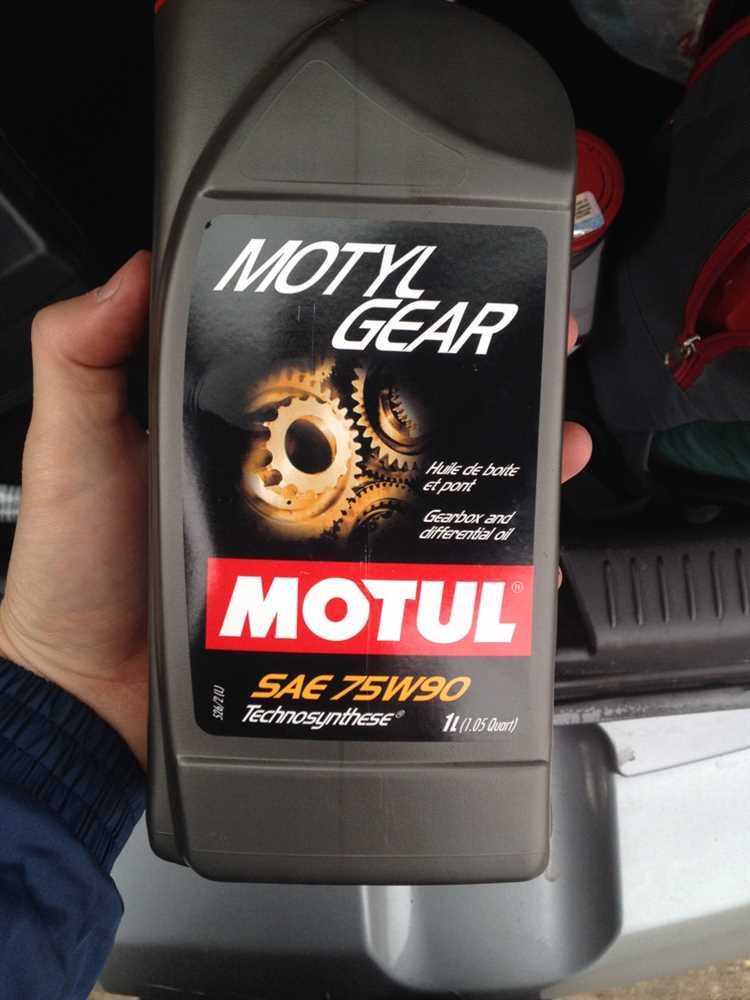 MOTYL
GEAR
Huile de boite
et pont
Gearbox and
differential oil
MOTUL®
SAE 75W90
Technosynthese®
1L (1.05 Quart)